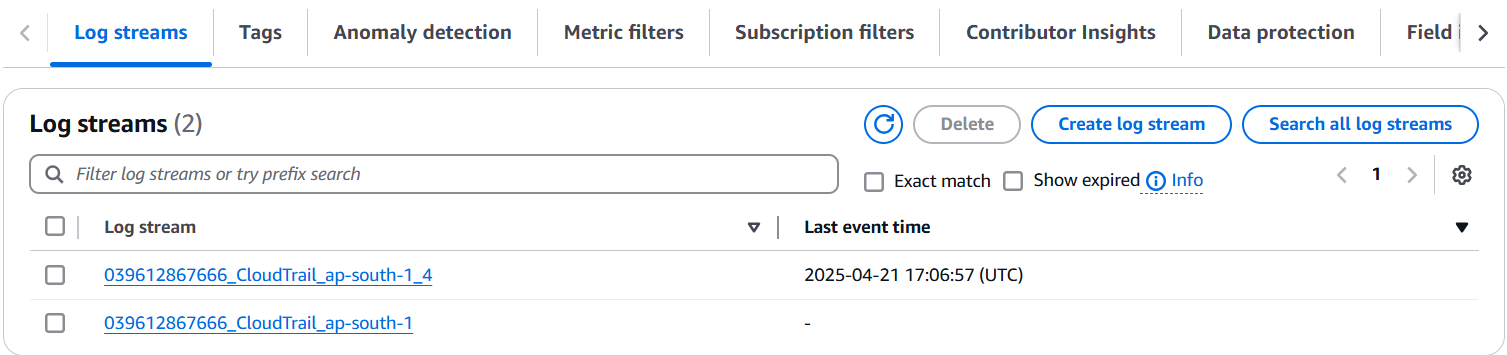 Log streams Tags Anomaly detection Metric filters Subscription filters Contributor Insights Data protection Field
Log streams (2) Delete Create log stream Search all log streams
Filter log streams or try prefix search Exact match Show expired Info 1
Log stream Last event time
039612867666_CloudTrail_ap-south-1_4 2025-04-21 17:06:57 (UTC)
039612867666_CloudTrail_ap-south-1 -